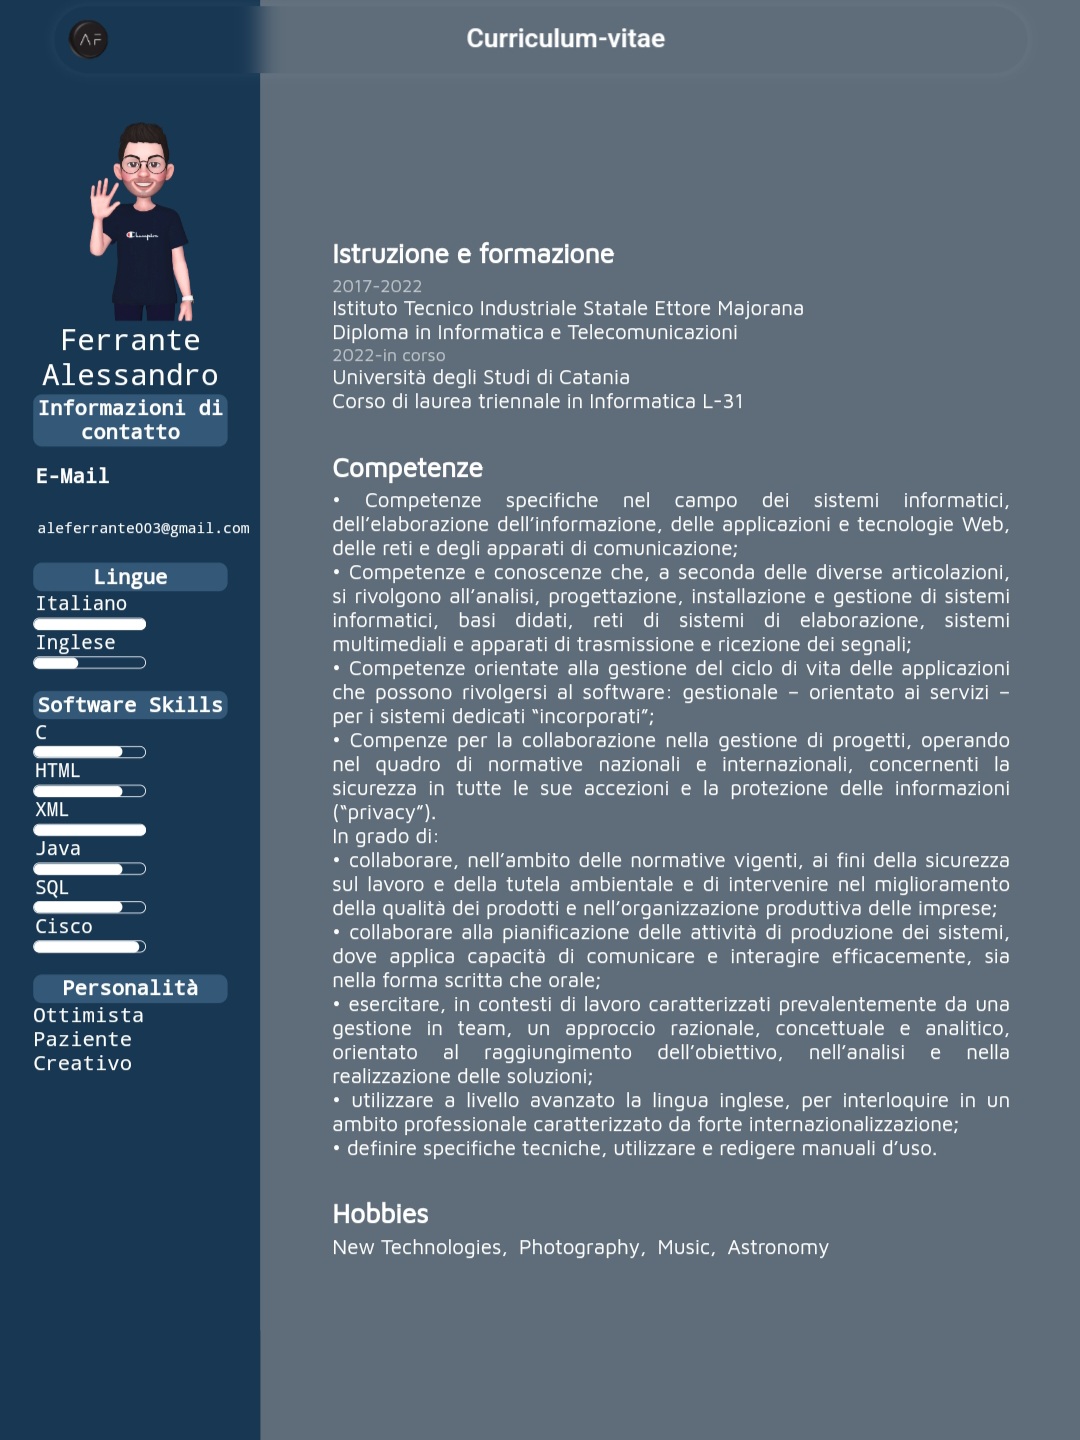 AF
Curriculum-vitae
Champion
Ferrante
Alessandro
Informazioni di
contatto
E-Mail
aleferrante003@gmail.com
Lingue
Italiano
Inglese
Software Skills
C
HTML
XML
Java
SQL
Cisco
Personalità
Ottimista
Paziente
Creativo
Istruzione e formazione
2017-2022
Istituto Tecnico Industriale Statale Ettore Majorana
Diploma in Informatica e Telecomunicazioni
2022-in corso
Università degli Studi di Catania
Corso di laurea triennale in Informatica L-31
Competenze
• Competenze specifiche nel campo dei sistemi informatici,
dell’elaborazione dell’informazione, delle applicazioni e tecnologie Web,
delle reti e degli apparati di comunicazione;
• Competenze e conoscenze che, a seconda delle diverse articolazioni,
si rivolgono all’analisi, progettazione, installazione e gestione di sistemi
informatici, basi didati, reti di sistemi di elaborazione, sistemi
multimediali e apparati di trasmissione e ricezione dei segnali;
• Competenze orientate alla gestione del ciclo di vita delle applicazioni
che possono rivolgersi al software: gestionale – orientato ai servizi –
per i sistemi dedicati “incorporati”;
• Compenze per la collaborazione nella gestione di progetti, operando
nel quadro di normative nazionali e internazionali, concernenti la
sicurezza in tutte le sue accezioni e la protezione delle informazioni
(“privacy”).
In grado di:
• collaborare, nell’ambito delle normative vigenti, ai fini della sicurezza
sul lavoro e della tutela ambientale e di intervenire nel miglioramento
della qualità dei prodotti e nell’organizzazione produttiva delle imprese;
• collaborare alla pianificazione delle attività di produzione dei sistemi,
dove applica capacità di comunicare e interagire efficacemente, sia
nella forma scritta che orale;
• esercitare, in contesti di lavoro caratterizzati prevalentemente da una
gestione in team, un approccio razionale, concettuale e analitico,
orientato al raggiungimento dell’obiettivo, nell’analisi e nella
realizzazione delle soluzioni;
• utilizzare a livello avanzato la lingua inglese, per interloquire in un
ambito professionale caratterizzato da forte internazionalizzazione;
• definire specifiche tecniche, utilizzare e redigere manuali d’uso.
Hobbies
New Technologies, Photography, Music, Astronomy